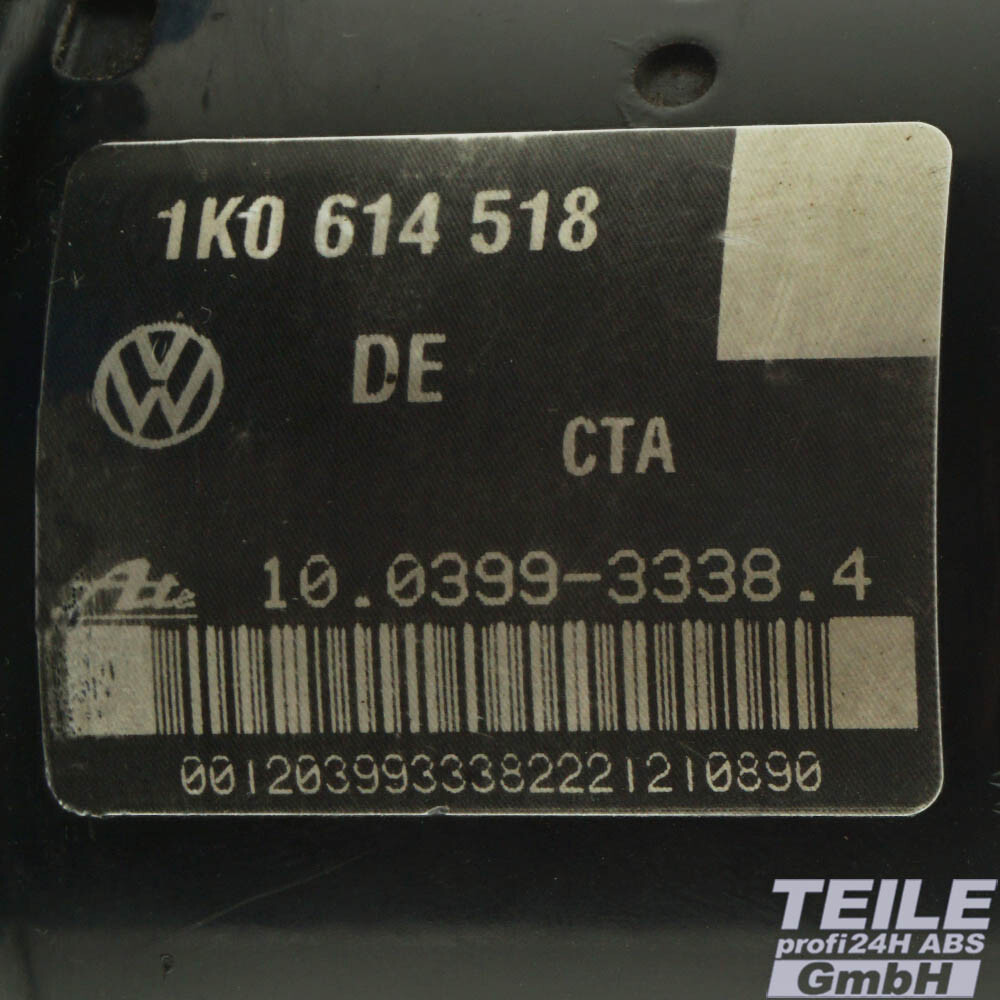 1K0 614 518
DE
CTA
Ate 10.0399-3338.4
00120399333822212​10890
TEILE
profi24H ABS
GmbH